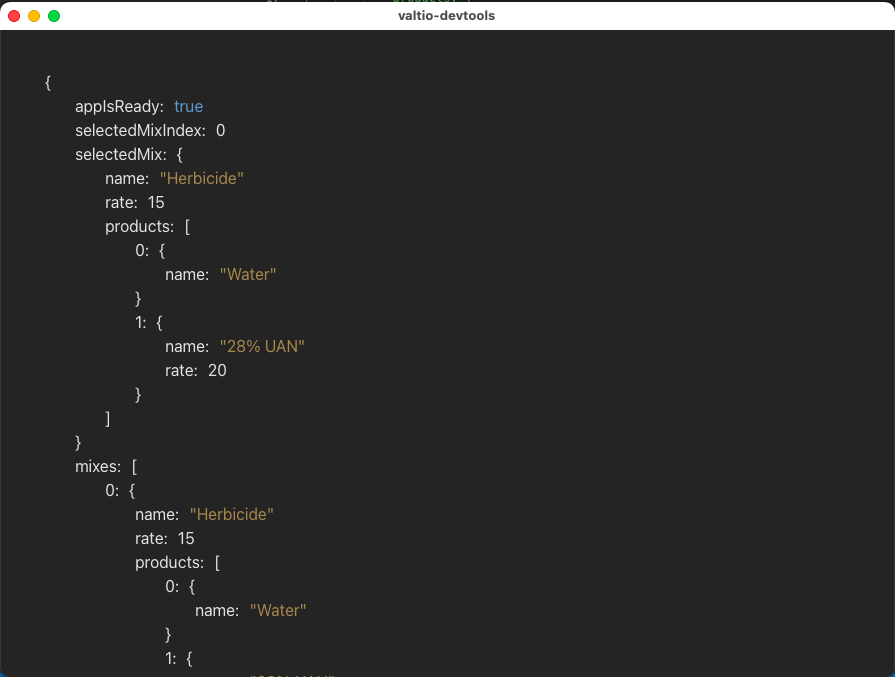 valtio-devtools
{
appIsReady: true
selectedMixIndex: 0
selectedMix: {
name: "Herbicide"
rate: 15
products: [
0: {
name: "Water"
}
1: {
name: "28% UAN"
rate: 20
}
]
}
mixes: [
0: {
name: "Herbicide"
rate: 15
products: [
0: {
name: "Water"
}
1: {